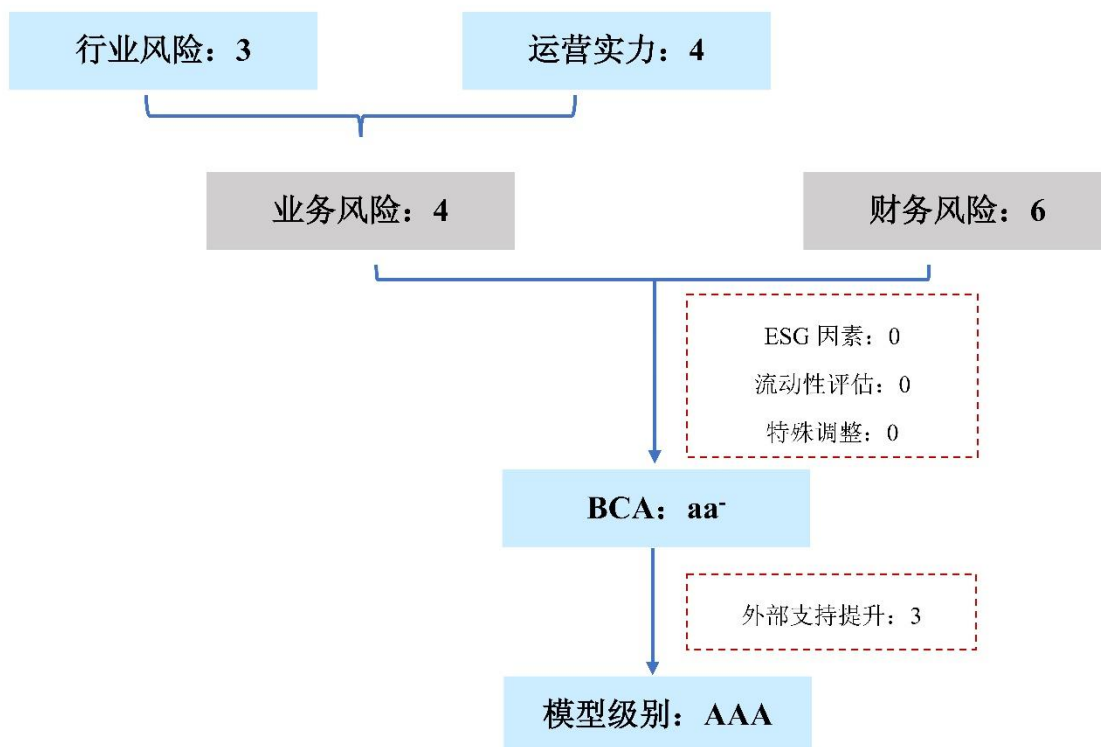 行业风险：3
运营实力：4
业务风险：4
财务风险：6
ESG 因素：0
流动性评估：0
特殊调整：0
BCA：aa-
外部支持提升：3
模型级别：AAA